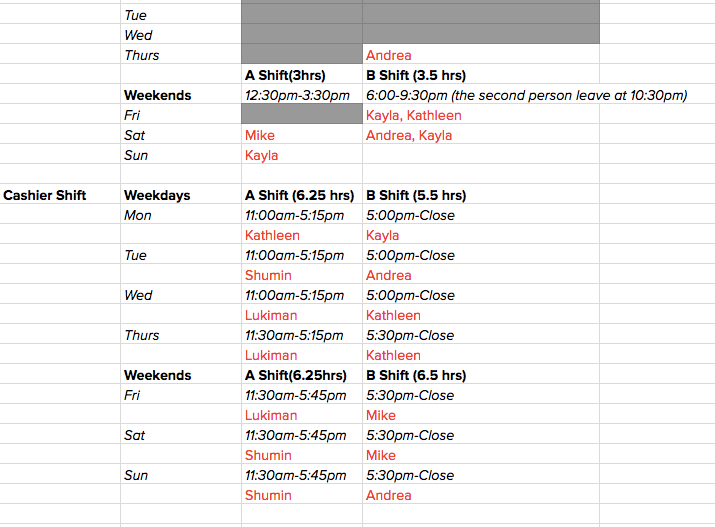 Tue
Wed
Thurs Andrea
A Shift(3hrs) B Shift (3.5 hrs)
Weekends 12:30pm-3:30pm 6:00-9:30pm (the second person leave at 10:30pm)
Fri Kayla, Kathleen
Sat Mike Andrea, Kayla
Sun Kayla
Cashier Shift Weekdays A Shift (6.25 hrs) B Shift (5.5 hrs)
Mon 11:00am-5:15pm 5:00pm-Close
Kathleen Kayla
Tue 11:00am-5:15pm 5:00pm-Close
Shumin Andrea
Wed 11:00am-5:15pm 5:00pm-Close
Lukiman Kathleen
Thurs 11:30am-5:15pm 5:30pm-Close
Lukiman Kathleen
Weekends A Shift(6.25hrs) B Shift (6.5 hrs)
Fri 11:30am-5:45pm 5:30pm-Close
Lukiman Mike
Sat 11:30am-5:45pm 5:30pm-Close
Shumin Mike
Sun 11:30am-5:45pm 5:30pm-Close
Shumin Andrea